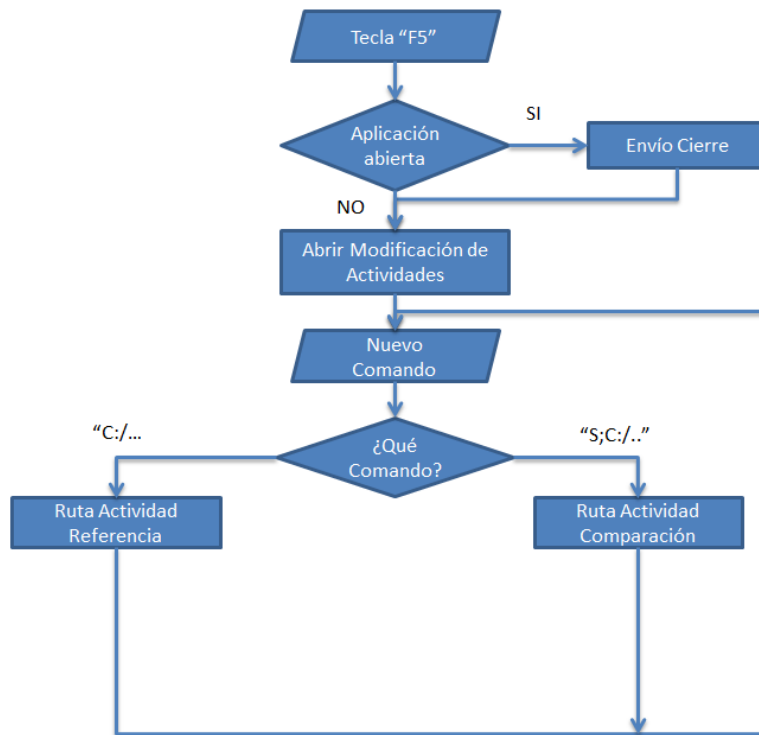 Tecla “F5”
SI
Aplicación
abierta
Envío Cierre
NO
Abrir Modificación de
Actividades
Nuevo
Comando
“C:/...
“S;C:/..”
¿Qué
Comando?
Ruta Actividad
Referencia
Ruta Actividad
Comparación